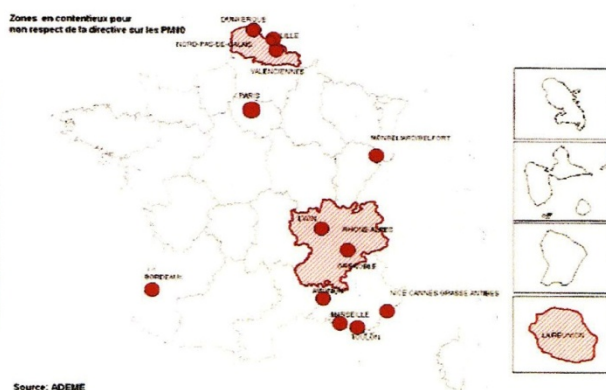 Zones en contentieux pour
non respect de la directive sur les PM10
DUNKERQUE
LILLE
NORD-PAS-DE-CALAIS
VALENCIENNES
PARIS
MONTBELIARD/BELFORT
LYON
RHONE-ALPES
GRENOBLE
BORDEAUX
AVIGNON
NICE CANNES GRASSE ANTIBES
MARSEILLE
TOULON
LA REUNION
Source: ADEME